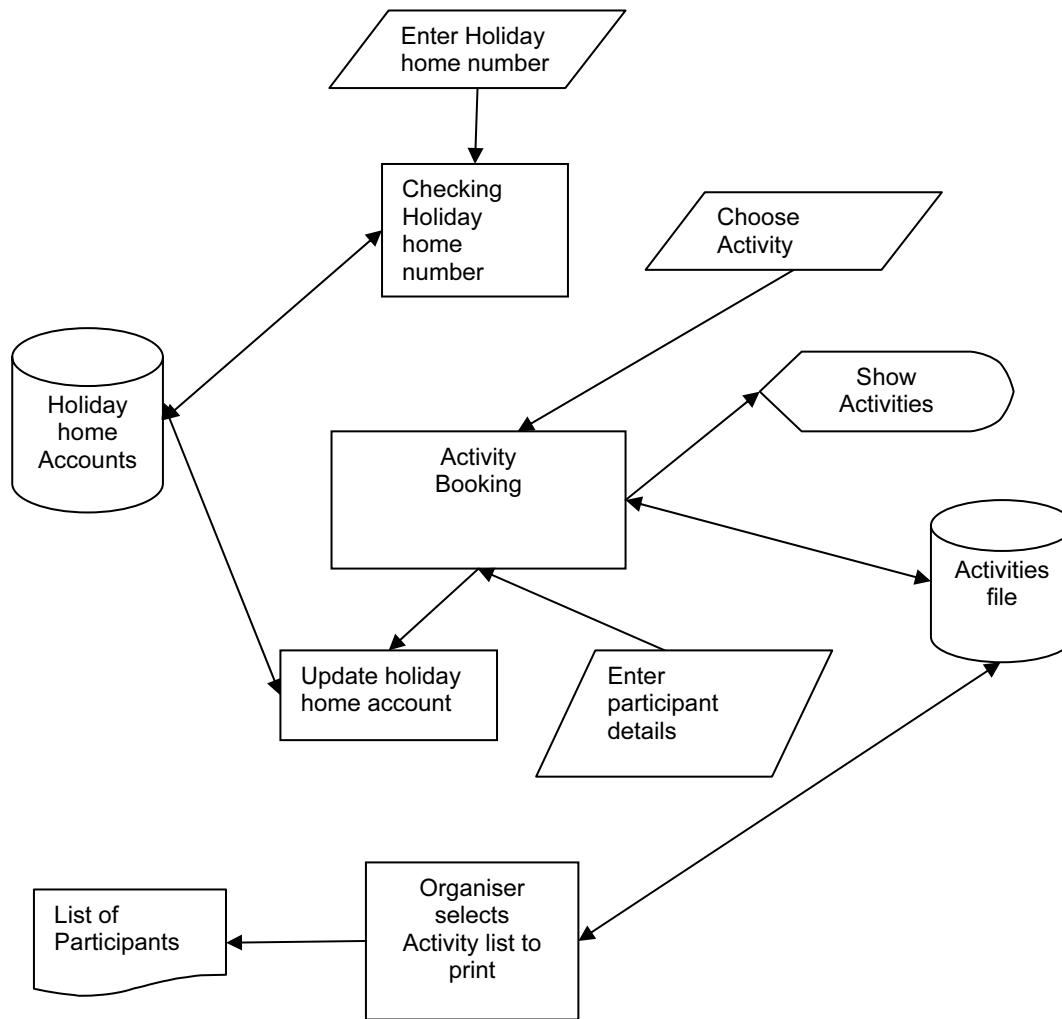 Enter Holiday
home number
Checking
Holiday
home
number
Choose
Activity
Show
Activities
Holiday
home
Accounts
Activity
Booking
Activities
file
Update holiday
home account
Enter
participant
details
List of
Participants
Organiser
selects
Activity list to
print